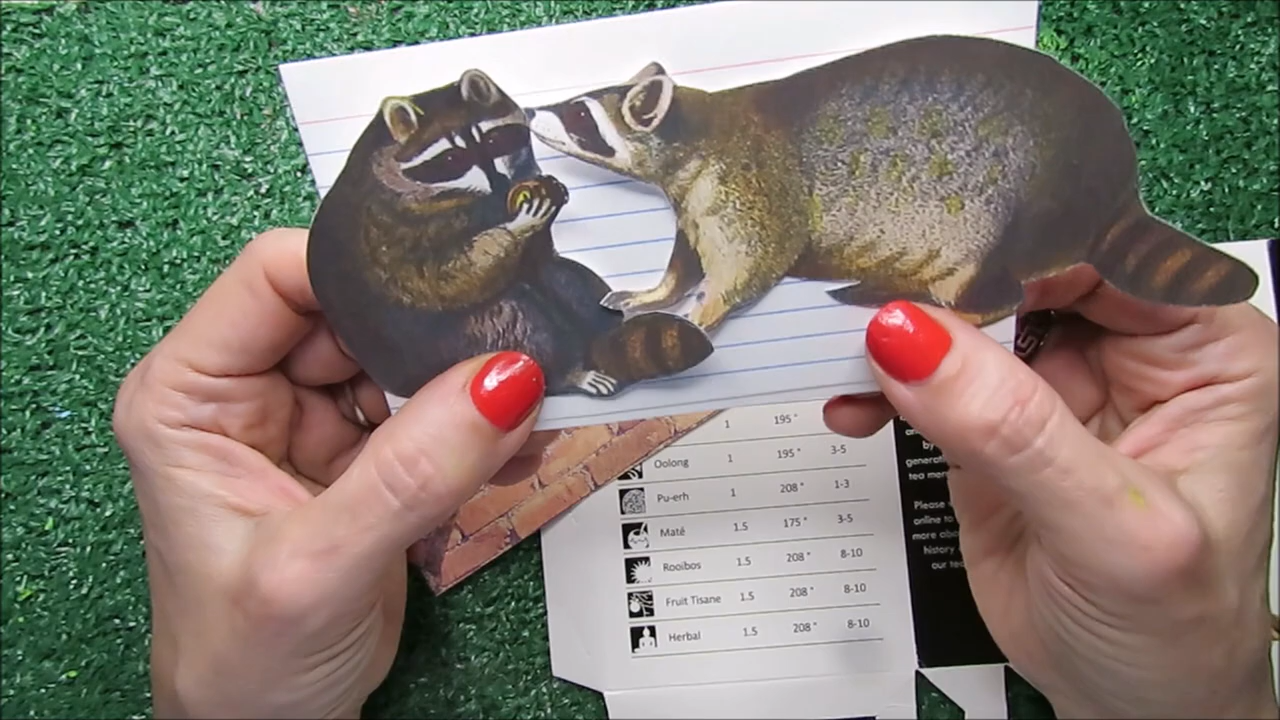 1 195°
Oolong 1 195° 3-5
Pu-erh 1 208° 1-3
Maté 1.5 175° 3-5
Rooibos 1.5 208° 8-10
Fruit Tisane 1.5 208° 8-10
Herbal 1.5 208° 8-10
by
tea
Please
online to
more
history
our